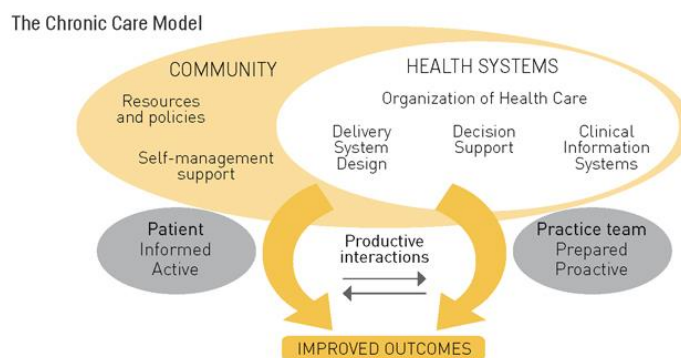 The Chronic Care Model
COMMUNITY
Resources
and policies
Self-management
support
HEALTH SYSTEMS
Organization of Health Care
Delivery
System
Design
Decision
Support
Clinical
Information
Systems
Patient
Informed
Active
Productive
interactions
Practice team
Prepared
Proactive
IMPROVED OUTCOMES